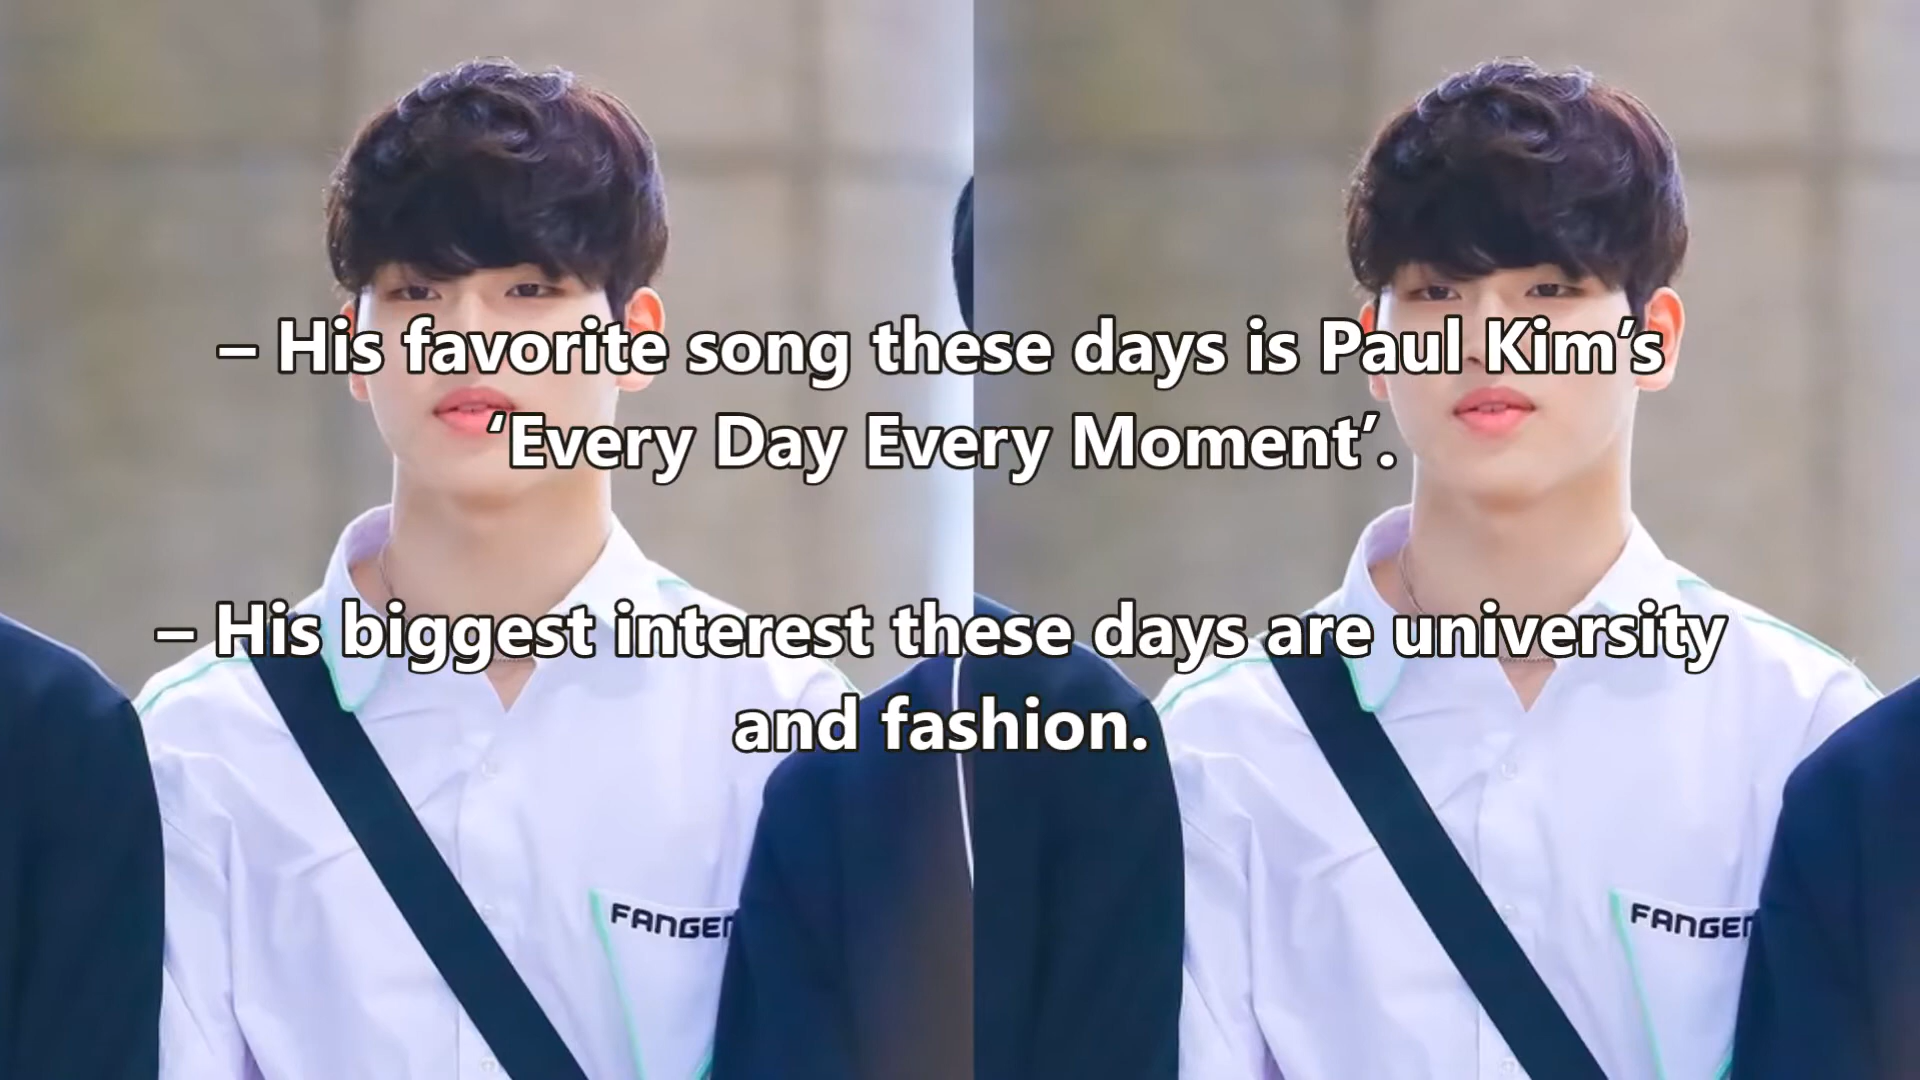 – His favorite song these days is Paul Kim’s
‘Every Day Every Moment’.
– His biggest interest these days are university
and fashion.
FANGE
FANGE